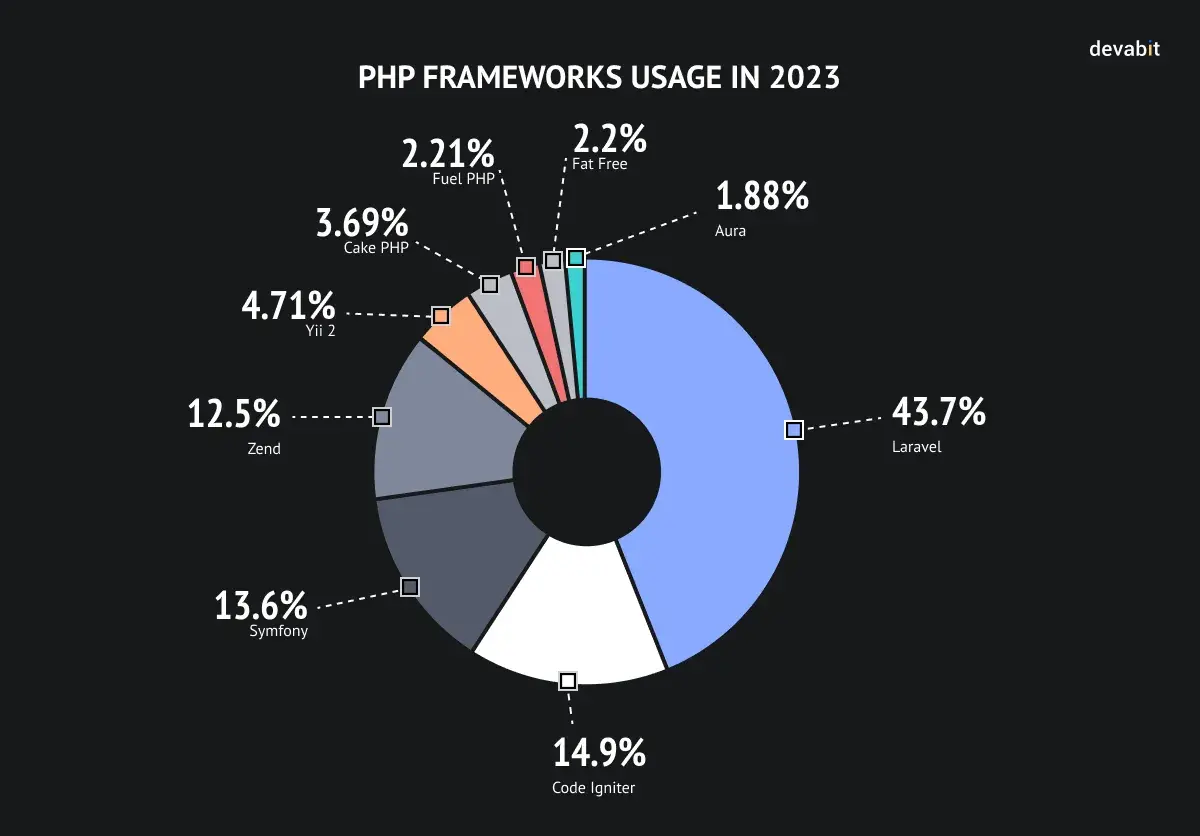 devabit
PHP FRAMEWORKS USAGE IN 2023
2.2%
Fat Free
2.21%
Fuel PHP
1.88%
Aura
3.69%
Cake PHP
4.71%
Yii 2
43.7%
Laravel
12.5%
Zend
13.6%
Symfony
14.9%
Code Igniter